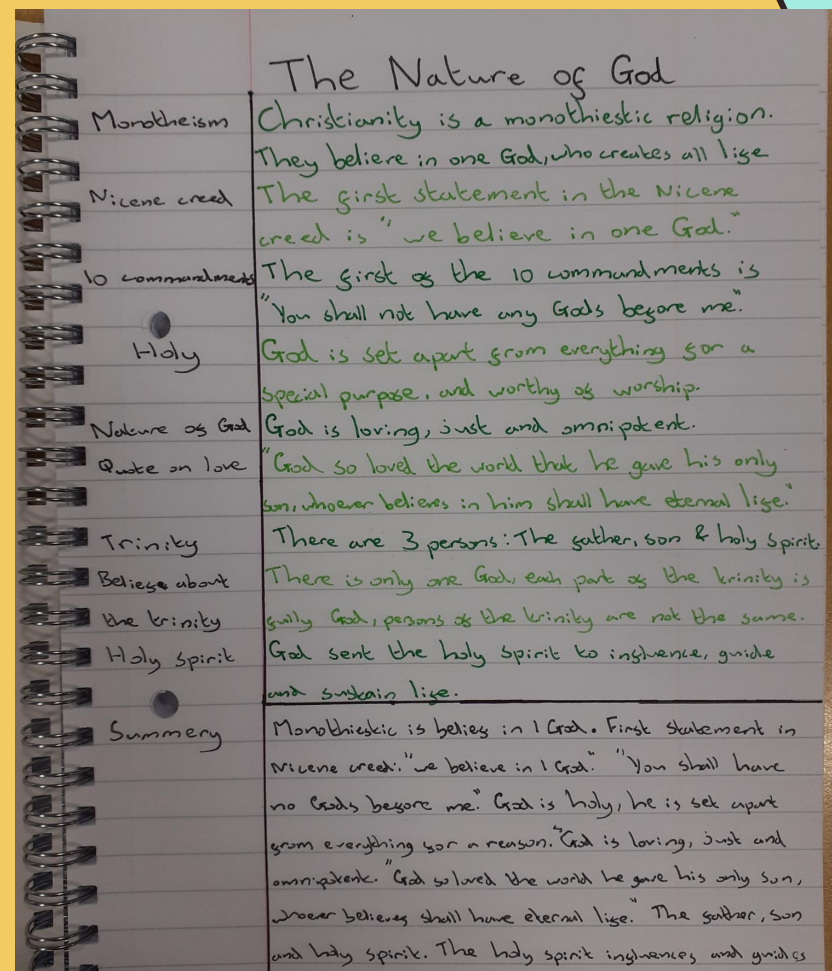 The Nature of God
Monotheism Christianity is a monothiestic religion.
They believe in one God, who creates all life
Nicene creed The first statement in the Nicene
creed is "we believe in one God."
10 commandments The first of the 10 commandments is
"You shall not have any Gods before me".
Holy God is set apart from everything for a
special purpose, and worthy of worship.
Nature of God God is loving, just and omnipotent.
Quote on love "God so loved the world that he gave his only
son, whoever believes in him shall have eternal life."
Trinity There are 3 persons: The father, son & holy spirit.
Beliefs about There is only one God, each part of the trinity is
the trinity fully God, persons of the trinity are not the same.
Holy spirit God sent the holy spirit to influence, guide
and sustain life.
Summery Monothiestic is belief in 1 God. First statement in
Nicene creed: "we believe in 1 God." "You shall have
no Gods before me." God is holy, he is set apart
from everything for a reason. "God is loving, just and
omnipotent. "God so loved the world he gave his only son,
whoever believes shall have eternal life." The father, son
and holy spirit. The holy spirit influences and guides